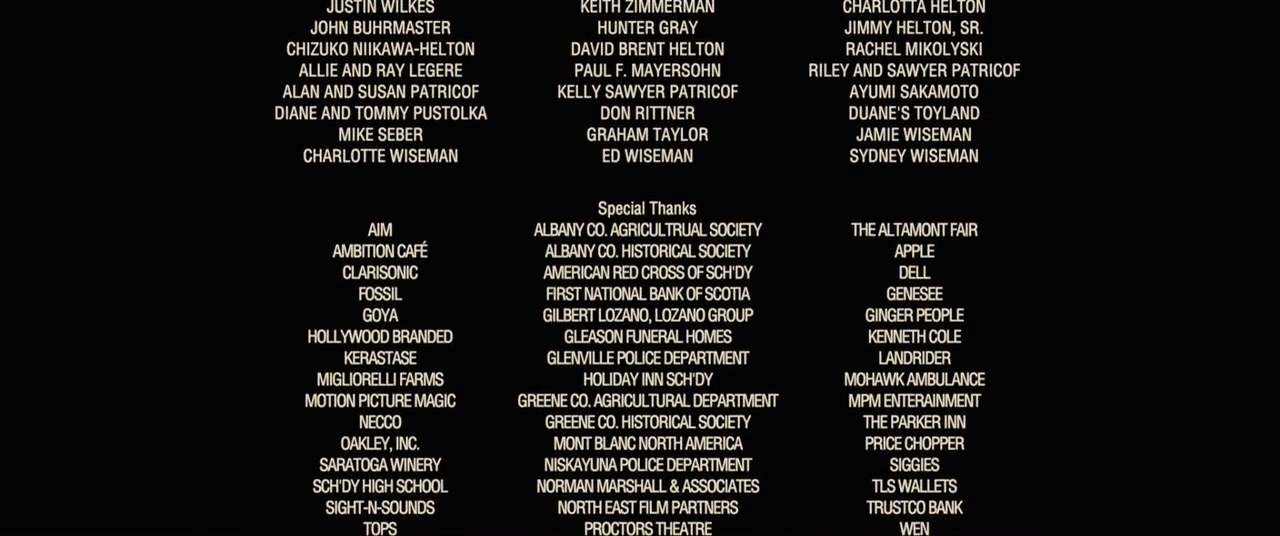 JUSTIN WILKES KEITH ZIMMERMAN CHARLOTTA HELTON
JOHN BUHRMASTER HUNTER GRAY JIMMY HELTON, SR.
CHIZUKO NIIKAWA-HELTON DAVID BRENT HELTON RACHEL MIKOLYSKI
ALLIE AND RAY LEGERE PAUL F. MAYERSOHN RILEY AND SAWYER PATRICOF
ALAN AND SUSAN PATRICOF KELLY SAWYER PATRICOF AYUMI SAKAMOTO
DIANE AND TOMMY PUSTOLKA DON RITTNER DUANE'S TOYLAND
MIKE SEBER GRAHAM TAYLOR JAMIE WISEMAN
CHARLOTTE WISEMAN ED WISEMAN SYDNEY WISEMAN
Special Thanks
AIM ALBANY CO. AGRICULTRUAL SOCIETY THE ALTAMONT FAIR
AMBITION CAFÉ ALBANY CO. HISTORICAL SOCIETY APPLE
CLARISONIC AMERICAN RED CROSS OF SCH'DY DELL
FOSSIL FIRST NATIONAL BANK OF SCOTIA GENESEE
GOYA GILBERT LOZANO, LOZANO GROUP GINGER PEOPLE
HOLLYWOOD BRANDED GLEASON FUNERAL HOMES KENNETH COLE
KERASTASE GLENVILLE POLICE DEPARTMENT LANDRIDER
MIGLIORELLI FARMS HOLIDAY INN SCH'DY MOHAWK AMBULANCE
MOTION PICTURE MAGIC GREENE CO. AGRICULTURAL DEPARTMENT MPM ENTERAINMENT
NECCO GREENE CO. HISTORICAL SOCIETY THE PARKER INN
OAKLEY, INC. MONT BLANC NORTH AMERICA PRICE CHOPPER
SARATOGA WINERY NISKAYUNA POLICE DEPARTMENT SIGGIES
SCH'DY HIGH SCHOOL NORMAN MARSHALL & ASSOCIATES TLS WALLETS
SIGHT-N-SOUNDS NORTH EAST FILM PARTNERS TRUSTCO BANK
TOPS PROCTORS THEATRE WEN